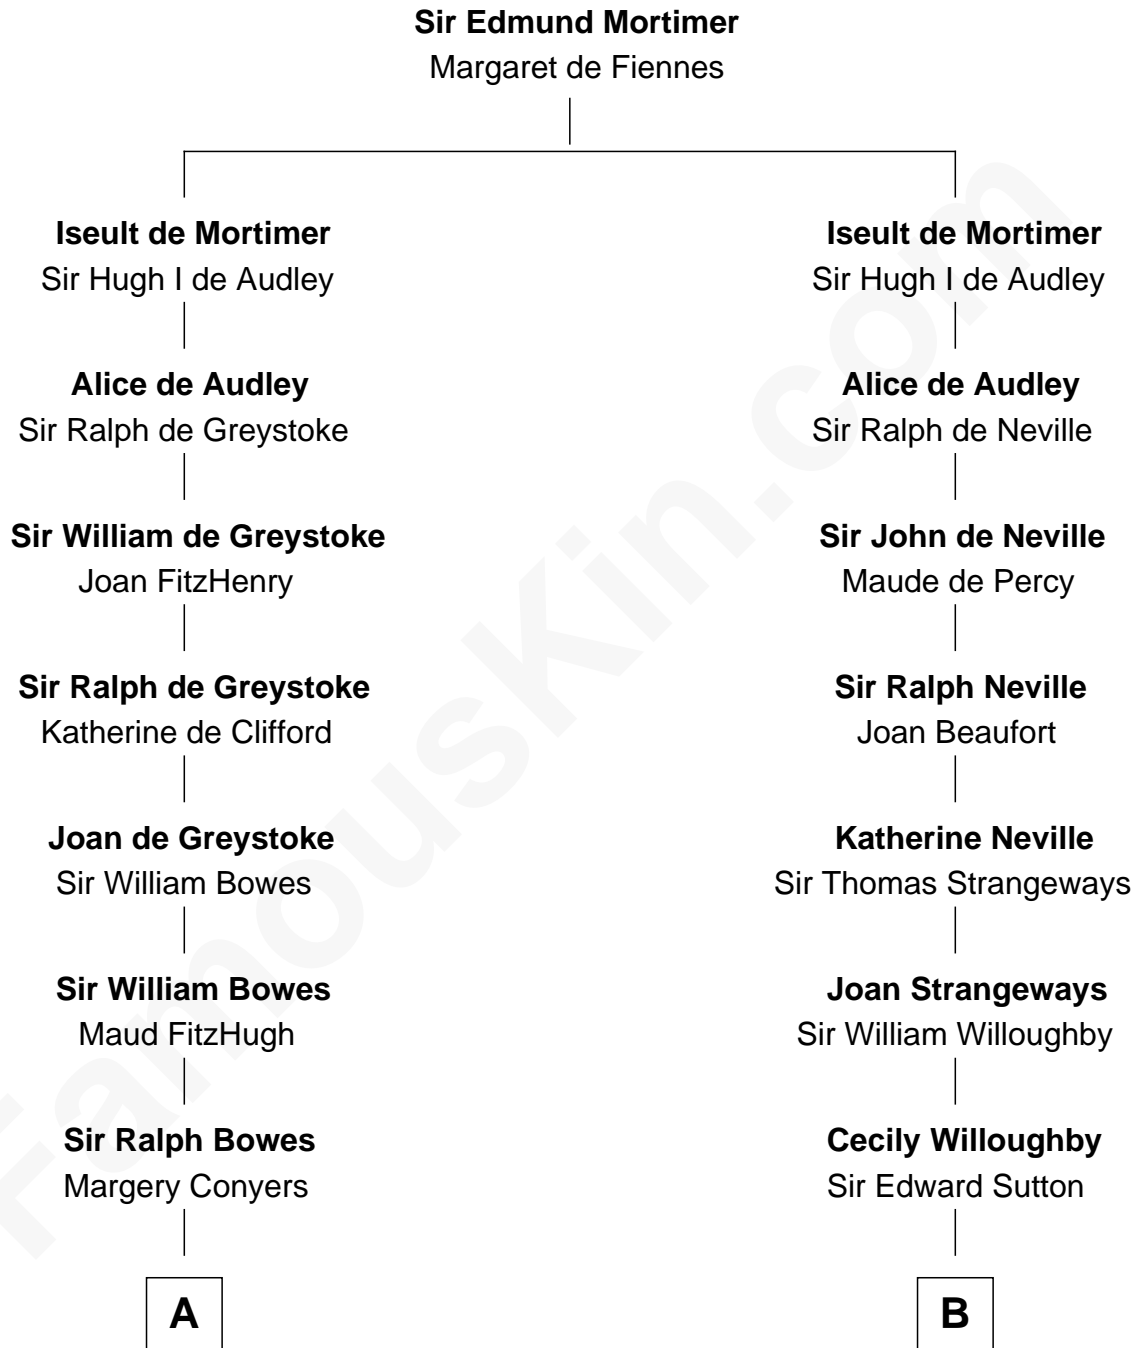 Sir Edmund Mortimer
Margaret de Fiennes
Iseult de Mortimer
Sir Hugh I de Audley
Iseult de Mortimer
Sir Hugh I de Audley
Alice de Audley
Sir Ralph de Greystoke
Alice de Audley
Sir Ralph de Neville
Sir William de Greystoke
Joan FitzHenry
Sir John de Neville
Maude de Percy
Sir Ralph de Greystoke
Katherine de Clifford
Sir Ralph Neville
Joan Beaufort
Joan de Greystoke
Sir William Bowes
Katherine Neville
Sir Thomas Strangeways
Sir William Bowes
Maud FitzHugh
Joan Strangeways
Sir William Willoughby
Sir Ralph Bowes
Margery Conyers
Cecily Willoughby
Sir Edward Sutton
A
B
FamousKin.com